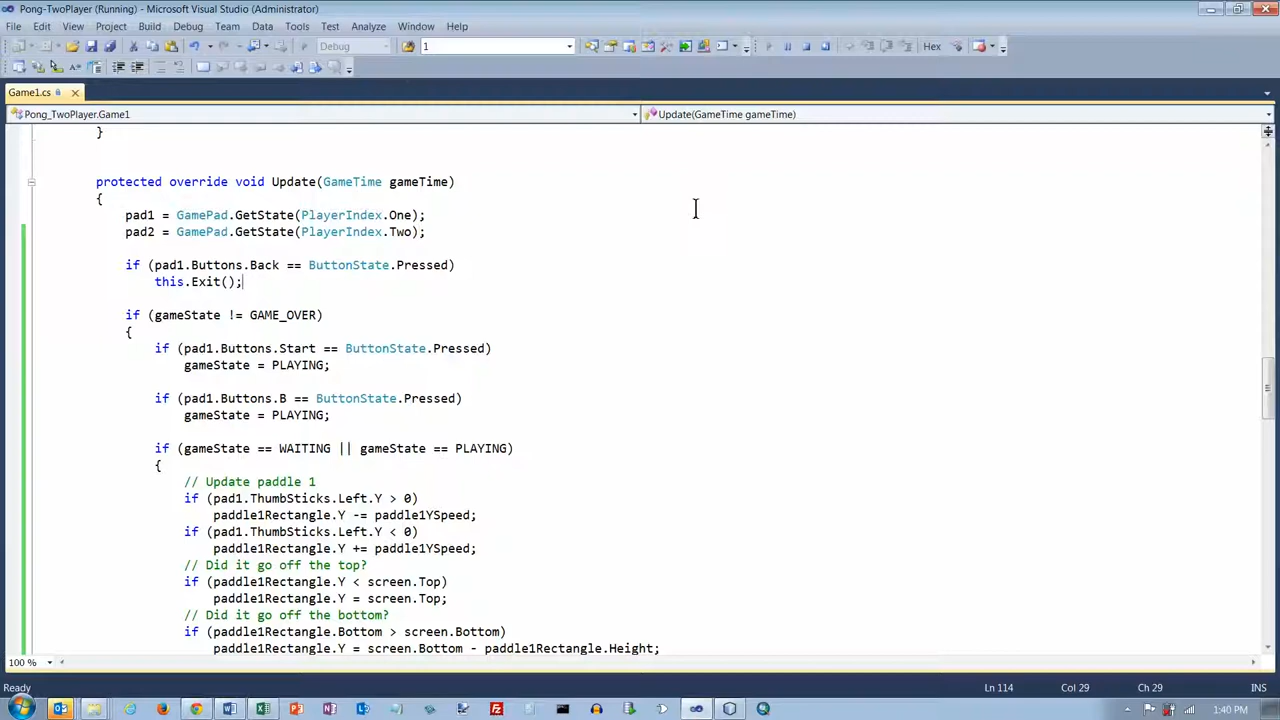 Pong-TwoPlayer (Running) - Microsoft Visual Studio (Administrator)
File Edit View Project Build Debug Team Data Tools Test Analyze Window Help
Debug 1 Hex
Game1.cs
Pong_TwoPlayer.Game1 Update(GameTime gameTime)
}
protected override void Update(GameTime gameTime)
{
pad1 = GamePad.GetState(PlayerIndex.One);
pad2 = GamePad.GetState(PlayerIndex.Two);
if (pad1.Buttons.Back == ButtonState.Pressed)
this.Exit();
if (gameState != GAME_OVER)
{
if (pad1.Buttons.Start == ButtonState.Pressed)
gameState = PLAYING;
if (pad1.Buttons.B == ButtonState.Pressed)
gameState = PLAYING;
if (gameState == WAITING || gameState == PLAYING)
{
// Update paddle 1
if (pad1.ThumbSticks.Left.Y > 0)
paddle1Rectangle.Y -= paddle1YSpeed;
if (pad1.ThumbSticks.Left.Y < 0)
paddle1Rectangle.Y += paddle1YSpeed;
// Did it go off the top?
if (paddle1Rectangle.Y < screen.Top)
paddle1Rectangle.Y = screen.Top;
// Did it go off the bottom?
if (paddle1Rectangle.Bottom > screen.Bottom)
paddle1Rectangle.Y = screen.Bottom - paddle1Rectangle.Height;
100 %
Ready Ln 114 Col 29 Ch 29 INS
1:40 PM